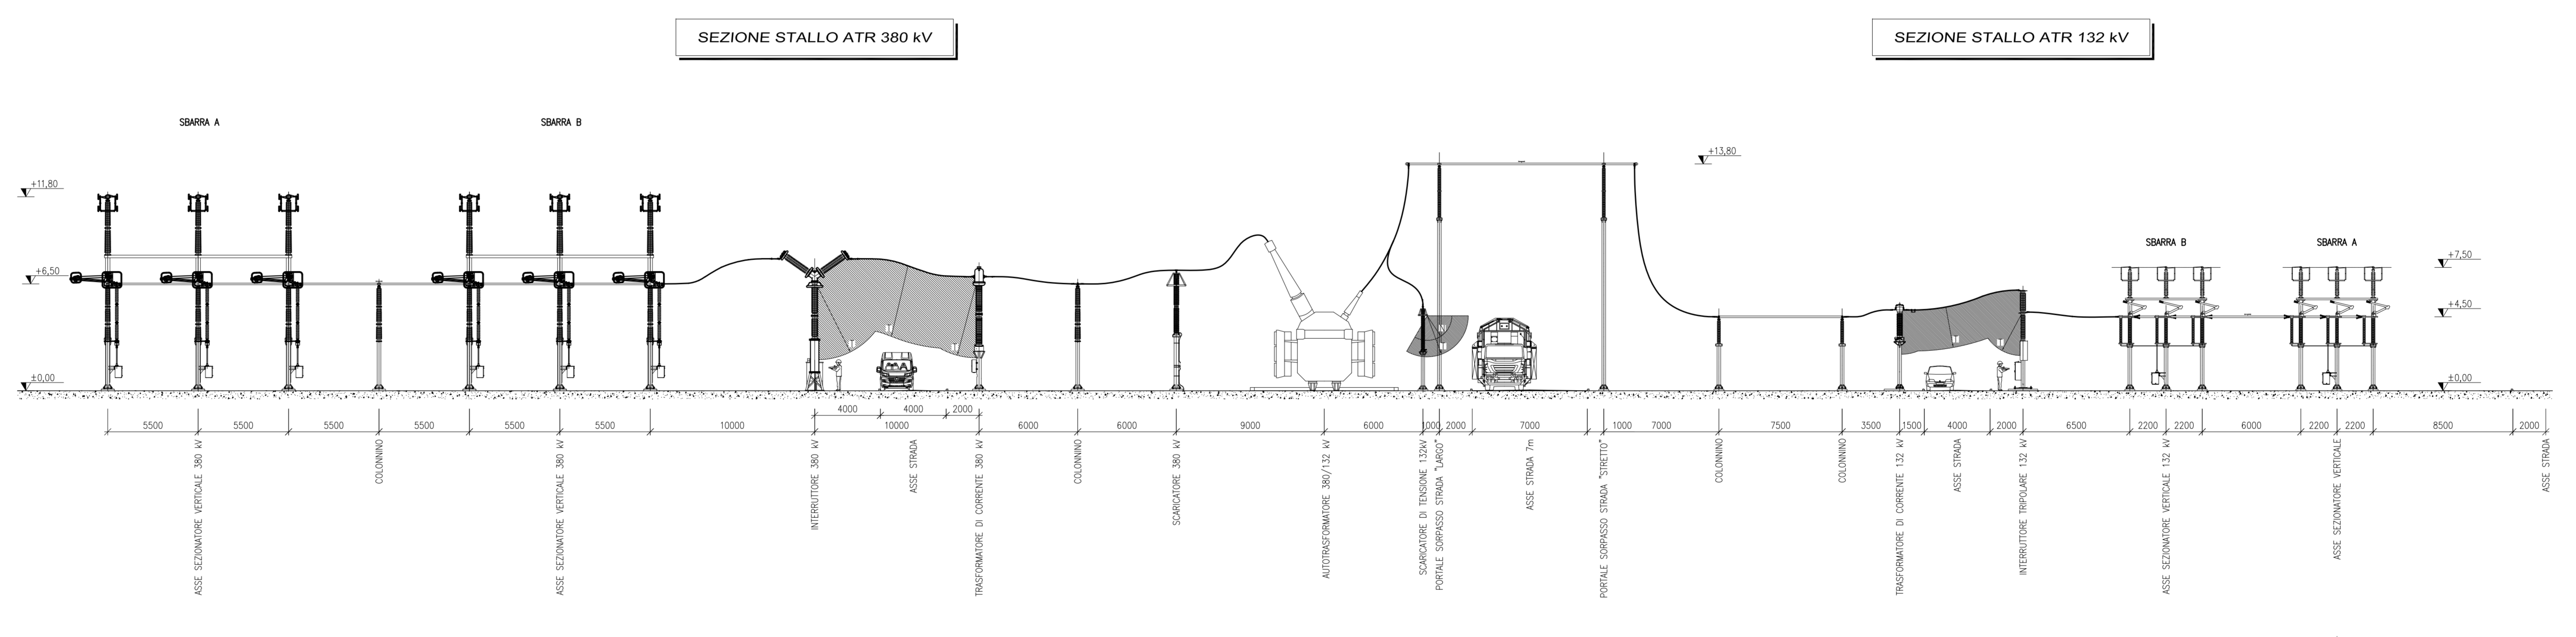 SEZIONE STALLO ATR 380 kV
SEZIONE STALLO ATR 132 kV
SBARRA A
SBARRA B
+13,80
+11,80
SBARRA B
SBARRA A
+7,50
+6,50
+4,50
±0,00
±0,00
4000
4000
2000
5500
5500
5500
5500
5500
5500
10000
10000
6000
6000
9000
6000
1000
2000
7000
1000
7000
7500
3500
1500
4000
2000
6500
2200
2200
6000
2200
2200
8500
2000
ASSE SEZIONATORE VERTICALE 380 kV
COLONNINO
ASSE SEZIONATORE VERTICALE 380 kV
INTERRUTTORE 380 kV
ASSE STRADA
TRASFORMATORE DI CORRENTE 380 kV
COLONNINO
SCARICATORE 380 kV
AUTOTRASFORMATORE 380/132 kV
SCARICATORE DI TENSIONE 132kV
PORTALE SORPASSO STRADA "LARGO"
ASSE STRADA 7m
PORTALE SORPASSO STRADA "STRETTO"
COLONNINO
COLONNINO
TRASFORMATORE DI CORRENTE 132 kV
ASSE STRADA
INTERRUTTORE TRIPOLARE 132 kV
ASSE SEZIONATORE VERTICALE 132 kV
ASSE SEZIONATORE VERTICALE
ASSE STRADA